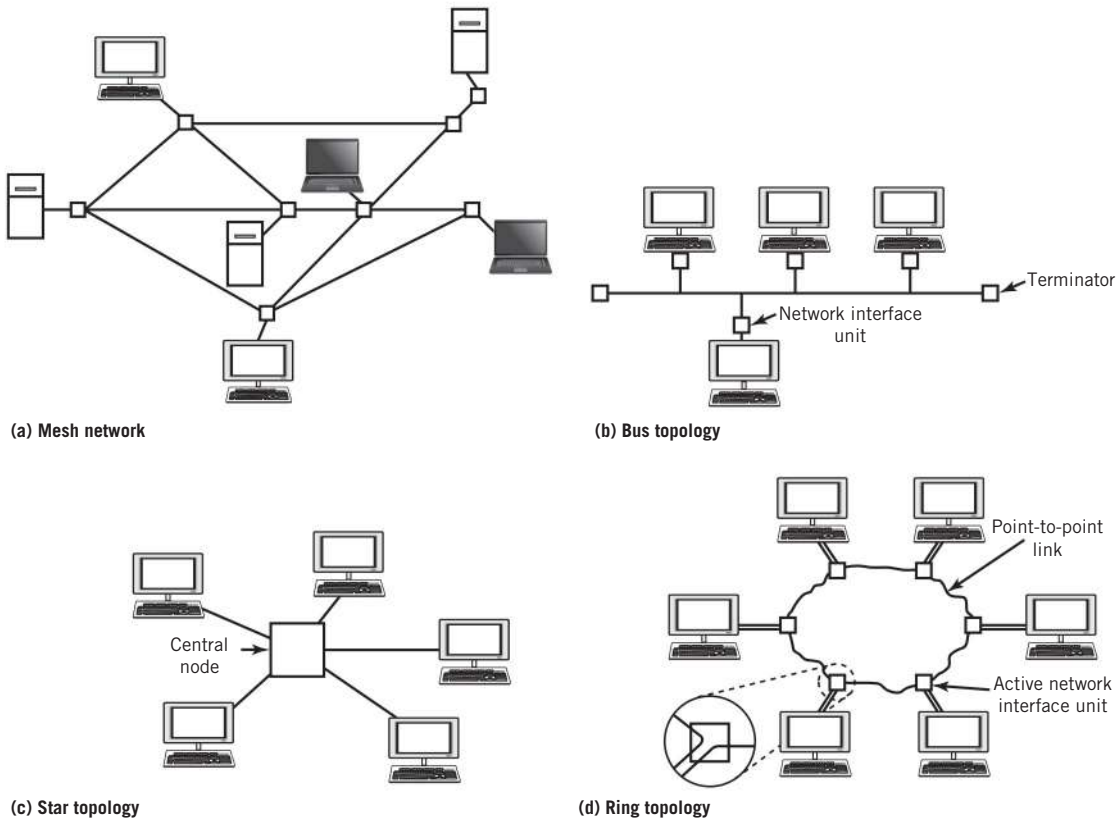 Terminator
Network interface
unit
(a) Mesh network
(b) Bus topology
Point-to-point
link
Central
node
Active network
interface unit
(c) Star topology
(d) Ring topology